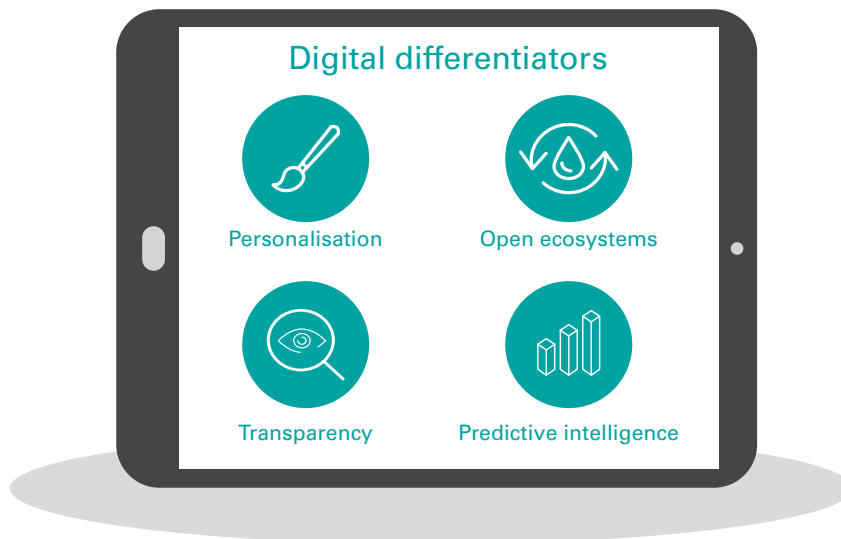 Digital differentiators
Personalisation
Open ecosystems
Transparency
Predictive intelligence